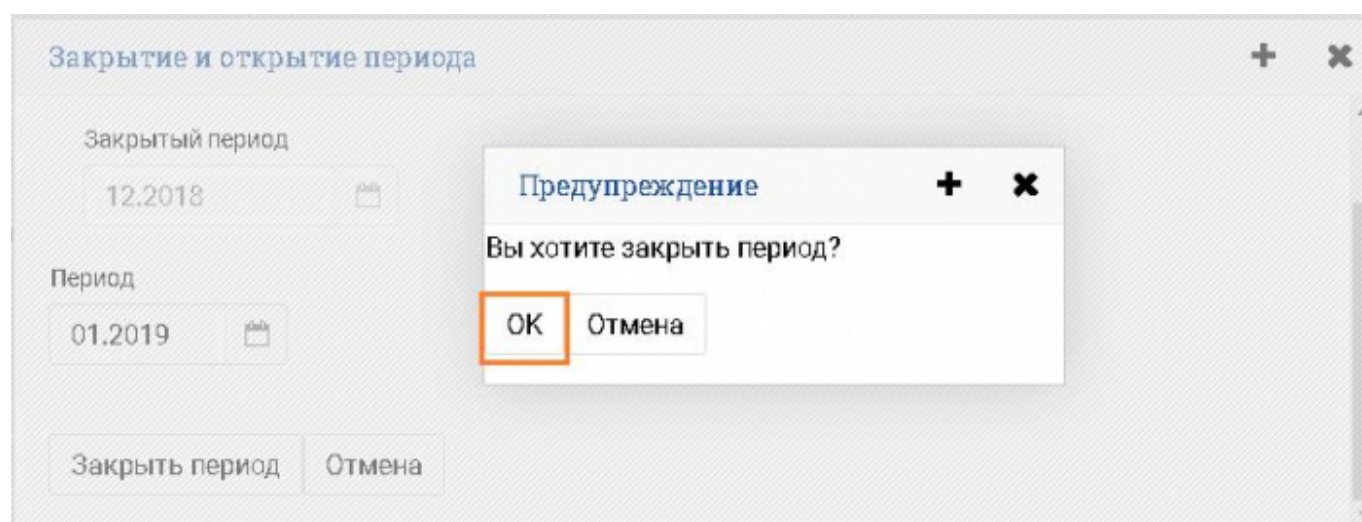 Закрытие и открытие периода
Закрытый период
12.2018
Предупреждение
Вы хотите закрыть период?
Период
01.2019
ОК Отмена
Закрыть период Отмена